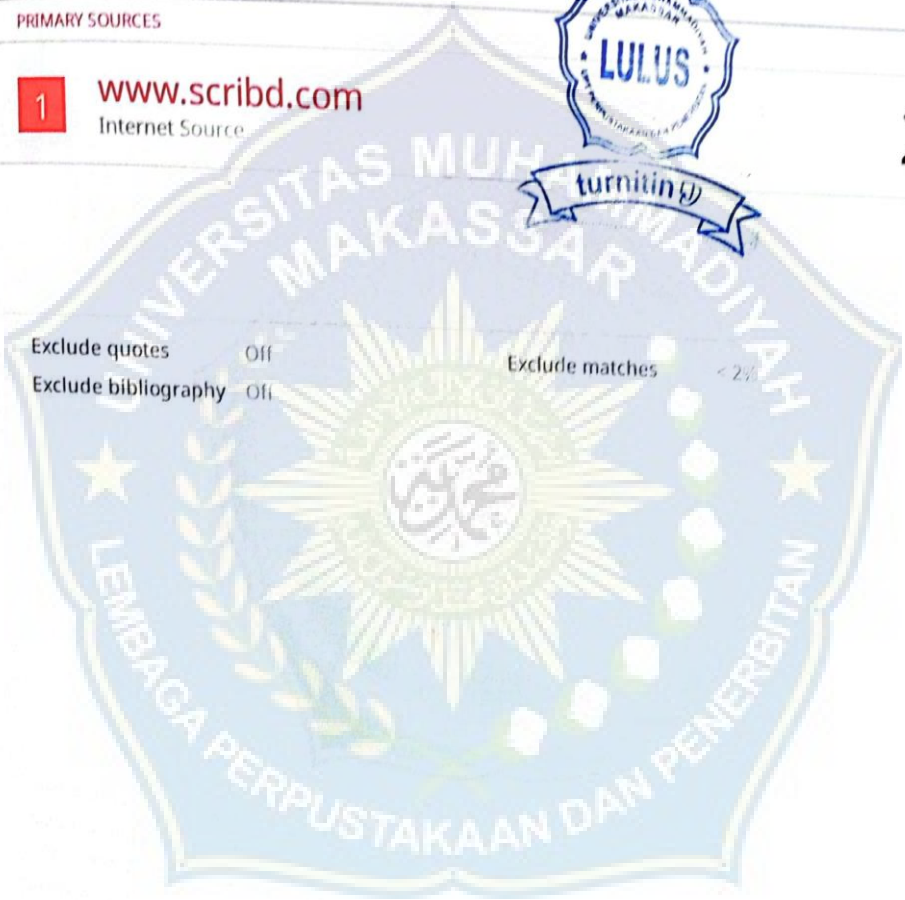 PRIMARY SOURCES
1
www.scribd.com
Internet Source
MAKASSAR
LULUS
turnitin
UNIVERSITAS MUHAMMADIYAH
MAKASSAR
Exclude quotes Off
Exclude matches < 2%
Exclude bibliography Off
LEMBAGA PERPUSTAKAAN DAN PENERBITAN